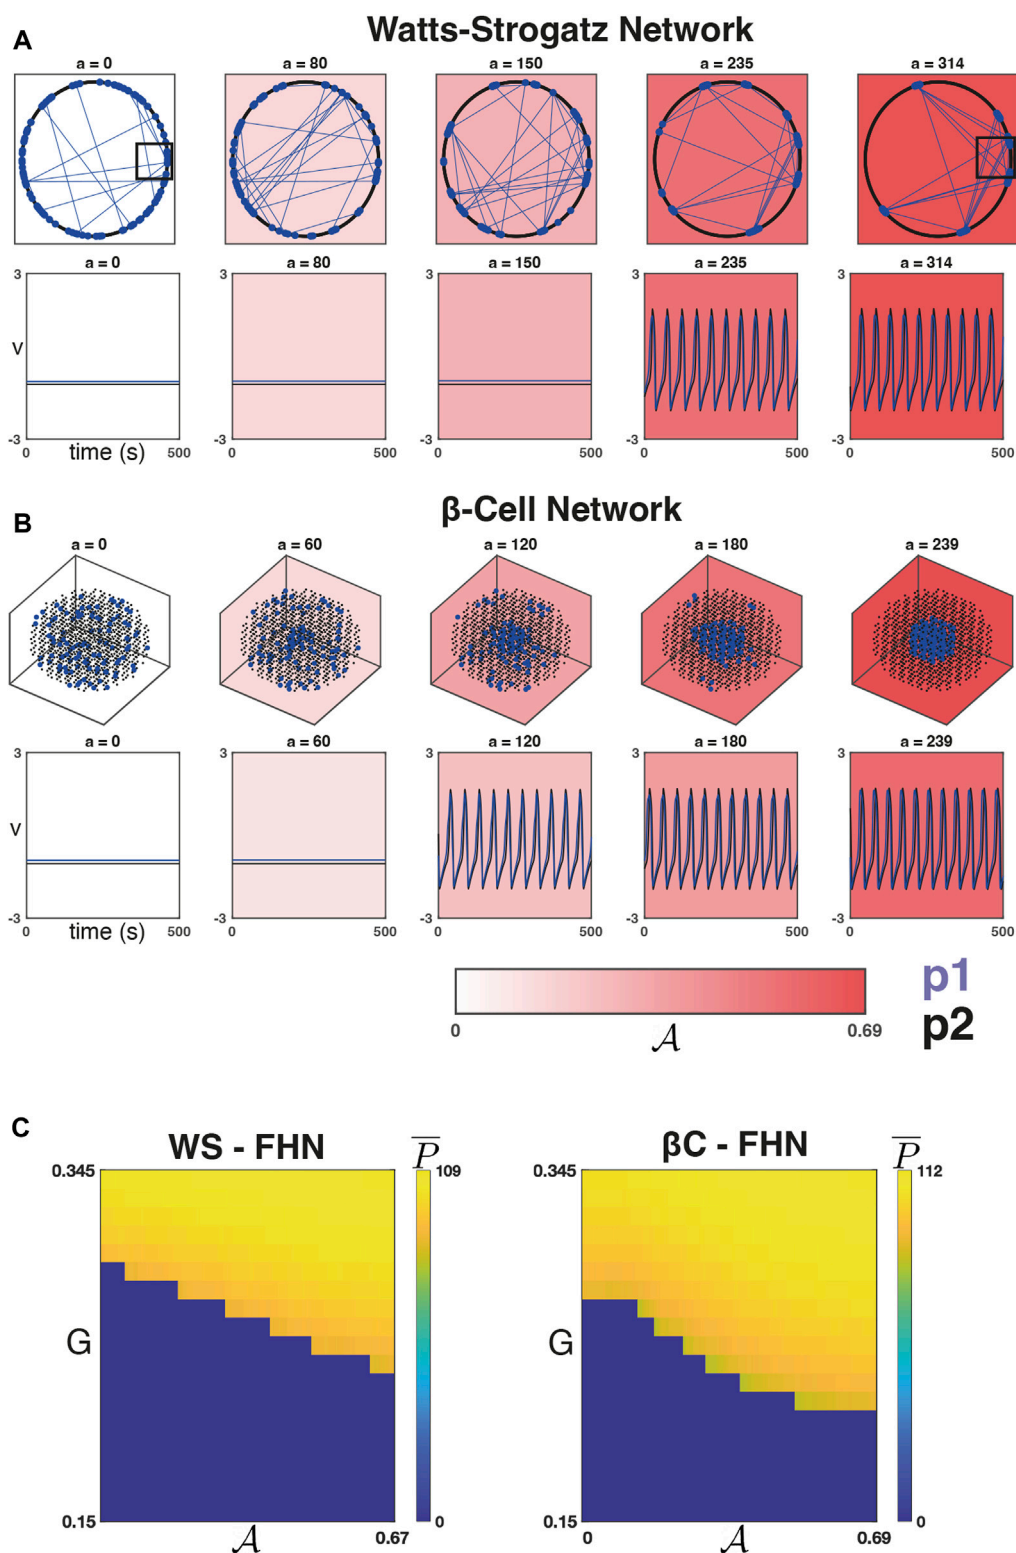 A
Watts-Strogatz Network
a = 0
a = 80
a = 150
a = 235
a = 314
a = 0
a = 80
a = 150
a = 235
a = 314
3
3
3
3
3
v
-3
-3
-3
-3
-3
0
time (s)
500
0
500
0
500
0
500
0
500
B
β-Cell Network
a = 0
a = 60
a = 120
a = 180
a = 239
a = 0
a = 60
a = 120
a = 180
a = 239
3
3
3
3
3
v
-3
-3
-3
-3
-3
0
time (s)
500
0
500
0
500
0
500
0
500
0
𝒜
0.69
p1
p2
C
WS - FHN
P̅
βC - FHN
P̅
0.345
109
0.345
112
G
G
0.15
0
0.15
0
𝒜
0.67
0
𝒜
0.69